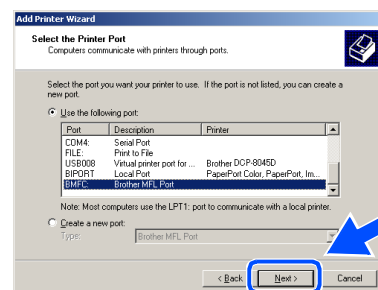 Add Printer Wizard
Select the Printer Port
Computers communicate with printers through ports.
Select the port you want your printer to use. If the port is not listed, you can create a
new port.
Use the following port:
Port Description Printer
COM4: Serial Port
FILE: Print to File
USB008 Virtual printer port for ... Brother DCP-8045D
BIPORT Local Port PaperPort Color, PaperPort, Im...
BMFC: Brother MFL Port
Note: Most computers use the LPT1: port to communicate with a local printer.
Create a new port:
Type: Brother MFL Port
< Back Next > Cancel